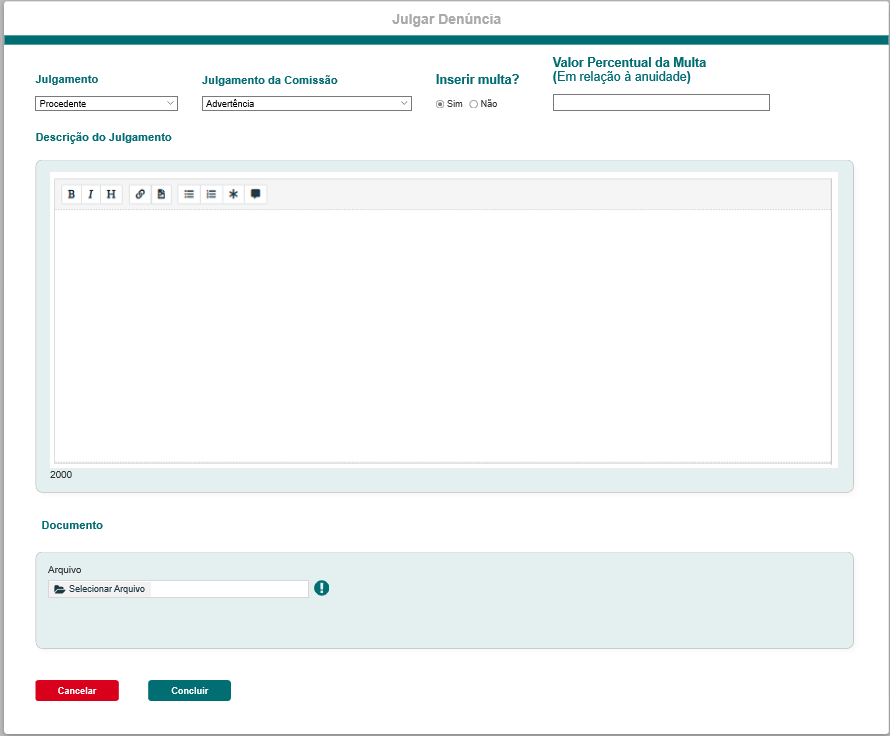 Julgar Denúncia
Julgamento
Procedente
Julgamento da Comissão
Advertência
Inserir multa?
Sim Não
Valor Percentual da Multa
(Em relação à anuidade)
Descrição do Julgamento
B I H
2000
Documento
Arquivo
Selecionar Arquivo
Cancelar Concluir